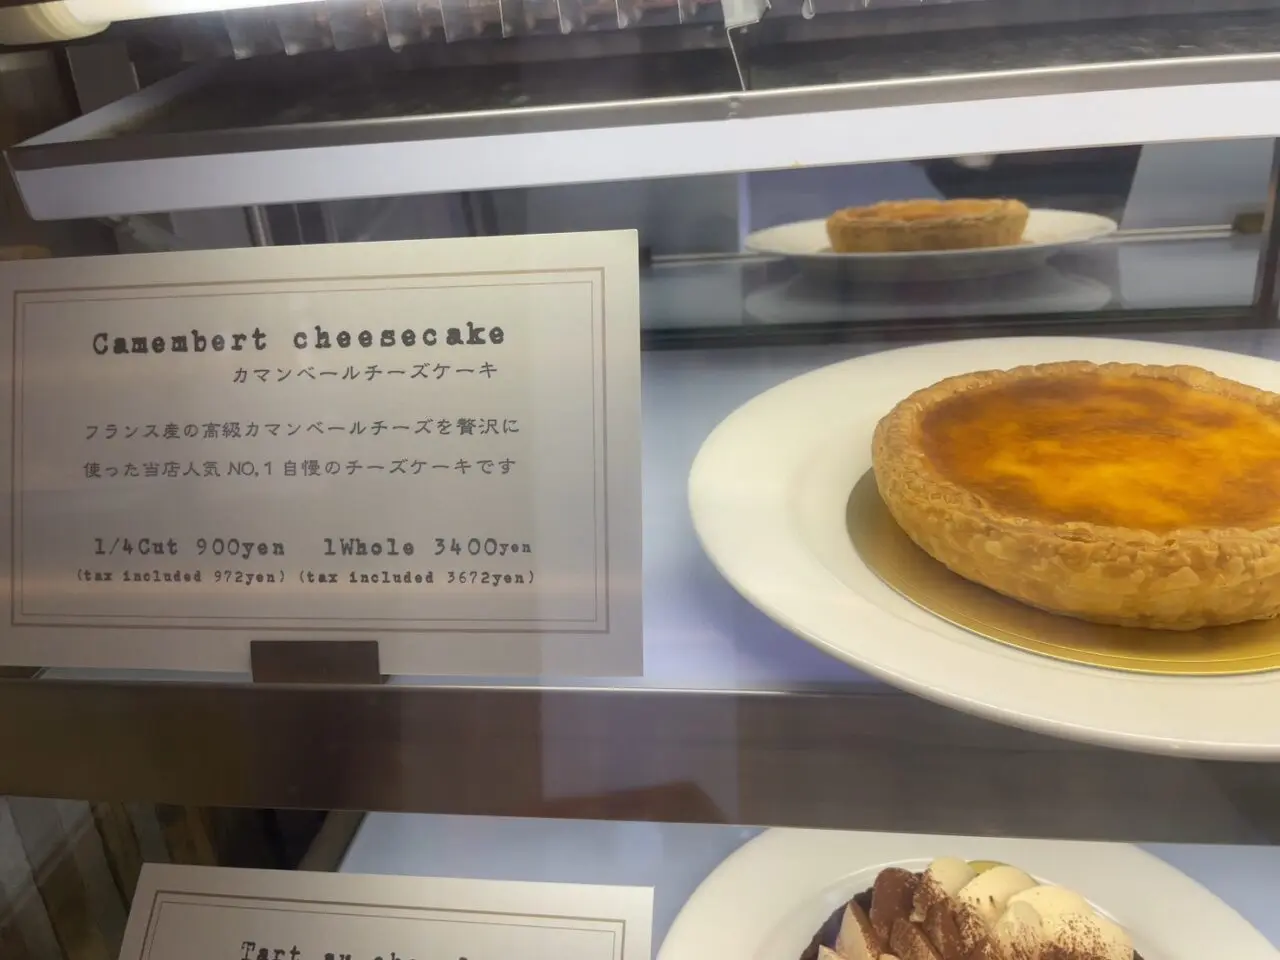 Camembert cheesecake
カマンベールチーズケーキ
フランス産の高級カマンベールチーズを贅沢に
使った当店人気 NO,1 自慢のチーズケーキです
1/4Cut 900yen 1Whole 3400yen
(tax included 972yen) (tax included 3672yen)
Tart au